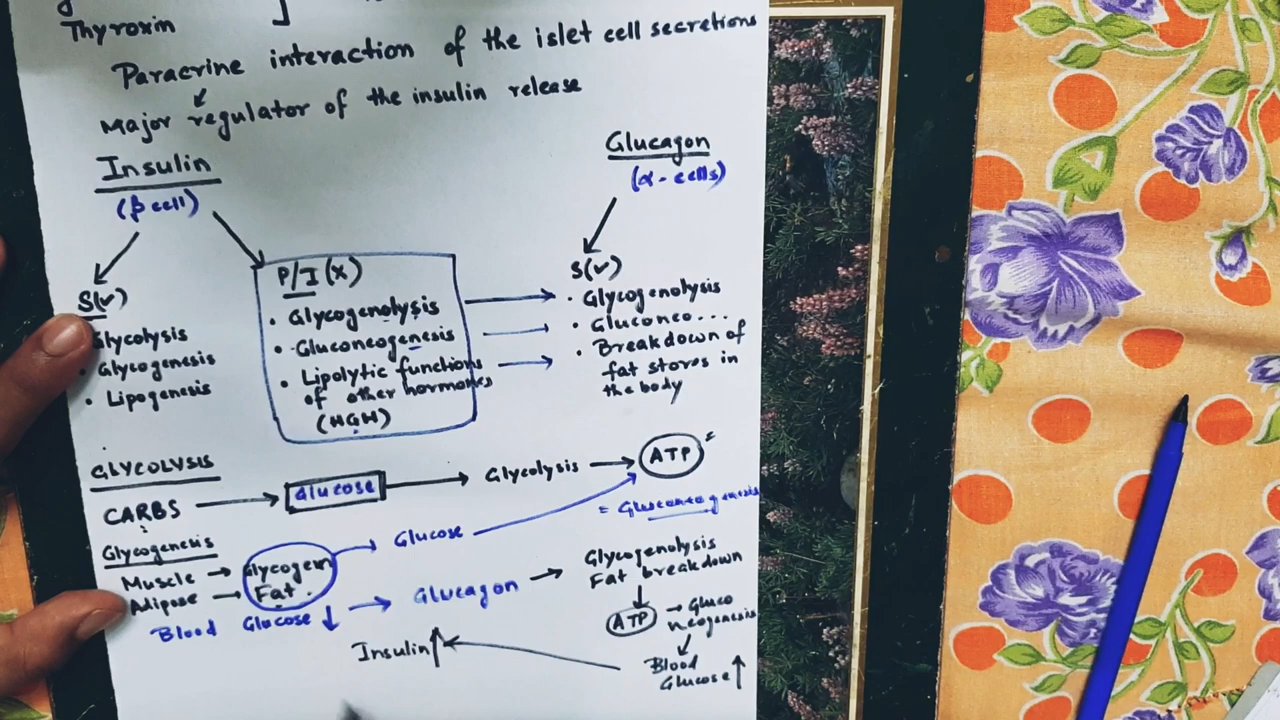 Thyroxin
Paracrine interaction of the islet cell secretions
Major regulator of the insulin release
Insulin
(β cell)
S(✓)
Glycolysis
• Glycogenesis
• Lipogenesis
P/I (X)
• Glycogenolysis
• Gluconeogenesis
• Lipolytic functions
of other hormones
(HGH)
Glucagon
(α-cells)
S(✓)
• Glycogenolysis
• Gluconeo...
• Breakdown of
fat stores in
the body
GLYCOLYSIS
CARBS → Glucose → Glycolysis → ATP
= Gluconeogenesis
Glycogenesis
Muscle → Glycogen → Glucose
Adipose → Fat
Blood Glucose ↓ → Glucagon → Glycogenolysis
Fat breakdown
ATP → Gluco
neogenesis
Blood
Glucose ↑
Insulin ↑